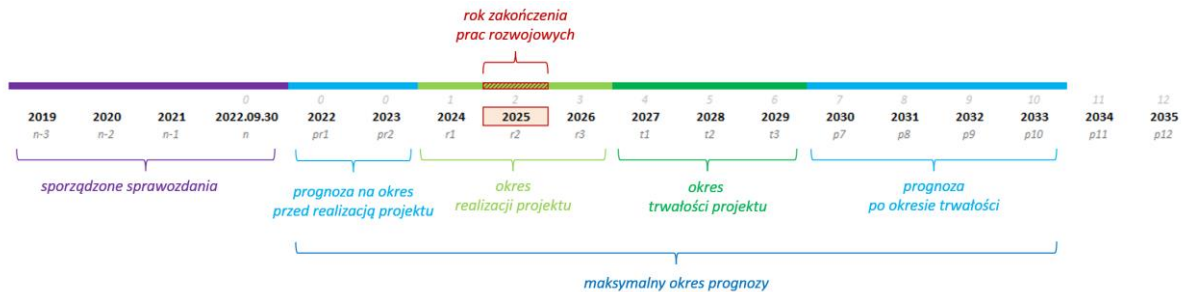 rok zakończenia
prac rozwojowych
0 0 0 1 2 3 4 5 6 7 8 9 10 11 12
2019 2020 2021 2022.09.30 2022 2023 2024 2025 2026 2027 2028 2029 2030 2031 2032 2033 2034 2035
n-3 n-2 n-1 n pr1 pr2 r1 r2 r3 t1 t2 t3 p7 p8 p9 p10 p11 p12
sporządzone sprawozdania
prognoza na okres
przed realizacją projektu
okres
realizacji projektu
okres
trwałości projektu
prognoza
po okresie trwałości
maksymalny okres prognozy